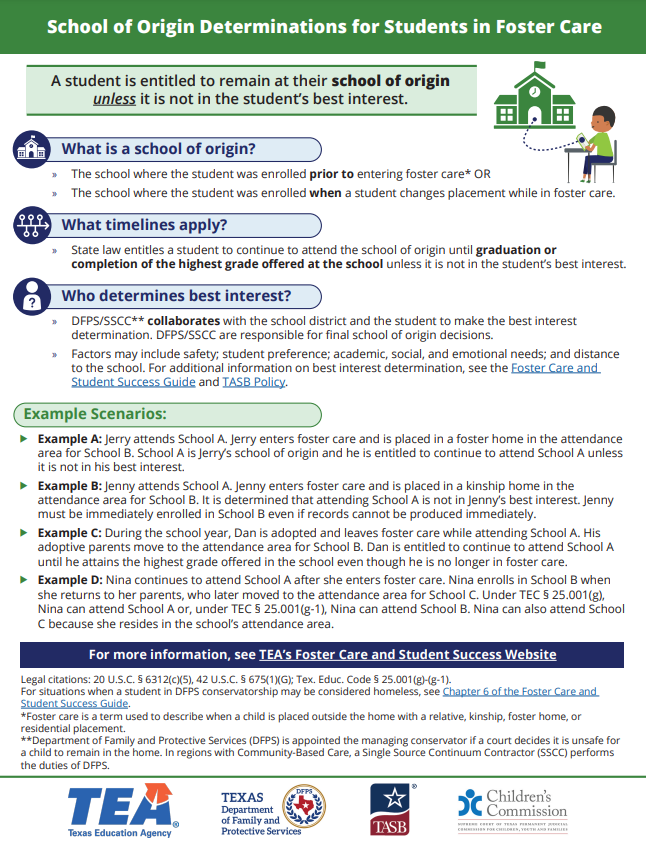 School of Origin Determinations for Students in Foster Care
A student is entitled to remain at their school of origin
unless it is not in the student's best interest.
What is a school of origin?
» The school where the student was enrolled prior to entering foster care* OR
» The school where the student was enrolled when a student changes placement while in foster care.
What timelines apply?
» State law entitles a student to continue to attend the school of origin until graduation or
completion of the highest grade offered at the school unless it is not in the student's best interest.
Who determines best interest?
» DFPS/SSCC** collaborates with the school district and the student to make the best interest
determination. DFPS/SSCC are responsible for final school of origin decisions.
» Factors may include safety; student preference; academic, social, and emotional needs; and distance
to the school. For additional information on best interest determination, see the Foster Care and
Student Success Guide and TASB Policy.
Example Scenarios:
Example A: Jerry attends School A. Jerry enters foster care and is placed in a foster home in the attendance
area for School B. School A is Jerry's school of origin and he is entitled to continue to attend School A unless
it is not in his best interest.
Example B: Jenny attends School A. Jenny enters foster care and is placed in a kinship home in the
attendance area for School B. It is determined that attending School A is not in Jenny's best interest. Jenny
must be immediately enrolled in School B even if records cannot be produced immediately.
Example C: During the school year, Dan is adopted and leaves foster care while attending School A. His
adoptive parents move to the attendance area for School B. Dan is entitled to continue to attend School A
until he attains the highest grade offered in the school even though he is no longer in foster care.
Example D: Nina continues to attend School A after she enters foster care. Nina enrolls in School B when
she returns to her parents, who later moved to the attendance area for School C. Under TEC § 25.001(g),
Nina can attend School A or, under TEC § 25.001(g-1), Nina can attend School B. Nina can also attend School
C because she resides in the school's attendance area.
For more information, see TEA's Foster Care and Student Success Website
Legal citations: 20 U.S.C. § 6312(c)(5), 42 U.S.C. § 675(1)(G); Tex. Educ. Code § 25.001(g)-(g-1).
For situations when a student in DFPS conservatorship may be considered homeless, see Chapter 6 of the Foster Care and
Student Success Guide.
*Foster care is a term used to describe when a child is placed outside the home with a relative, kinship, foster home, or
residential placement.
**Department of Family and Protective Services (DFPS) is appointed the managing conservator if a court decides it is unsafe for
a child to remain in the home. In regions with Community-Based Care, a Single Source Continuum Contractor (SSCC) performs
the duties of DFPS.
TEA®
Texas Education Agency
TEXAS
Department
of Family and
Protective Services
DFPS
TASB®
Children's
Commission
SUPREME COURT OF TEXAS PERMANENT JUDICIAL
COMMISSION FOR CHILDREN, YOUTH AND FAMILIES